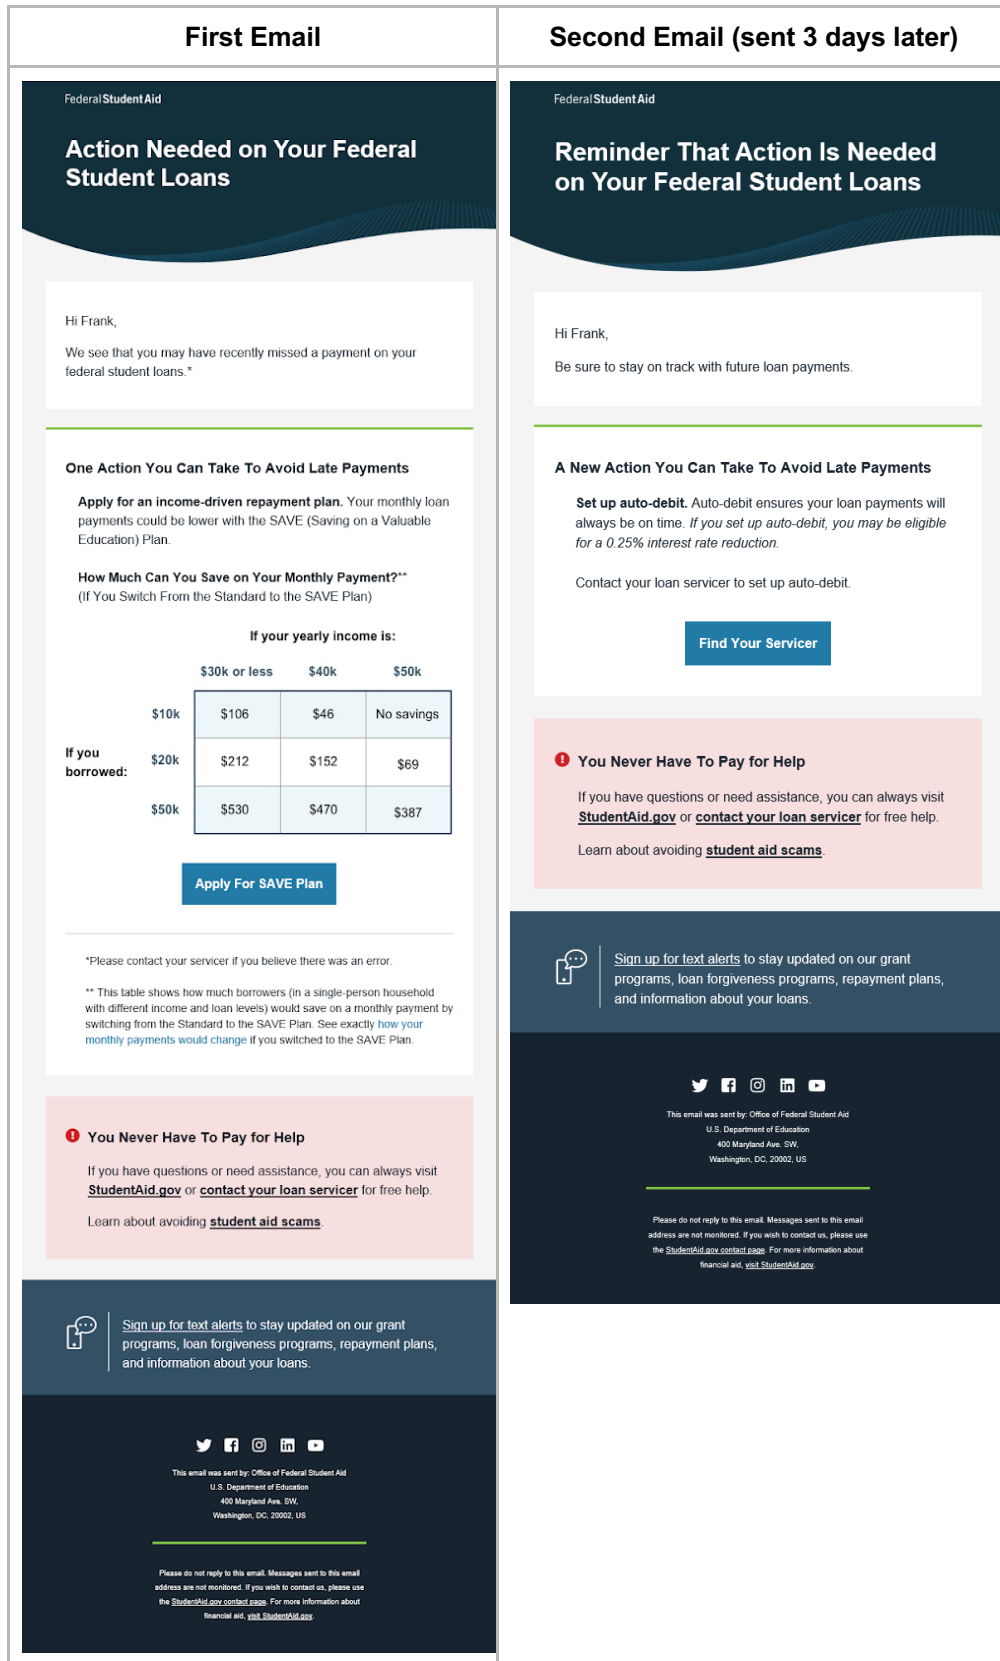 First Email
Federal Student Aid
Action Needed on Your Federal
Student Loans
Hi Frank,
We see that you may have recently missed a payment on your
federal student loans.*
One Action You Can Take To Avoid Late Payments
Apply for an income-driven repayment plan. Your monthly loan
payments could be lower with the SAVE (Saving on a Valuable
Education) Plan.
How Much Can You Save on Your Monthly Payment?**
(If You Switch From the Standard to the SAVE Plan)
If your yearly income is:
$30k or less $40k $50k
$10k $106 $46 No savings
If you
borrowed:
$20k $212 $152 $69
$50k $530 $470 $387
Apply For SAVE Plan
*Please contact your servicer if you believe there was an error.
** This table shows how much borrowers (in a single-person household
with different income and loan levels) would save on a monthly payment by
switching from the Standard to the SAVE Plan. See exactly how your
monthly payments would change if you switched to the SAVE Plan.
You Never Have To Pay for Help
If you have questions or need assistance, you can always visit
StudentAid.gov or contact your loan servicer for free help.
Learn about avoiding student aid scams.
Sign up for text alerts to stay updated on our grant
programs, loan forgiveness programs, repayment plans,
and information about your loans.
This email was sent by: Office of Federal Student Aid
U.S. Department of Education
400 Maryland Ave. SW,
Washington, DC, 20002, US
Please do not reply to this email. Messages sent to this email
address are not monitored. If you wish to contact us, please use
the StudentAid.gov contact page. For more information about
financial aid, visit StudentAid.gov.
Second Email (sent 3 days later)
Federal Student Aid
Reminder That Action Is Needed
on Your Federal Student Loans
Hi Frank,
Be sure to stay on track with future loan payments.
A New Action You Can Take To Avoid Late Payments
Set up auto-debit. Auto-debit ensures your loan payments will
always be on time. If you set up auto-debit, you may be eligible
for a 0.25% interest rate reduction.
Contact your loan servicer to set up auto-debit.
Find Your Servicer
You Never Have To Pay for Help
If you have questions or need assistance, you can always visit
StudentAid.gov or contact your loan servicer for free help.
Learn about avoiding student aid scams.
Sign up for text alerts to stay updated on our grant
programs, loan forgiveness programs, repayment plans,
and information about your loans.
This email was sent by: Office of Federal Student Aid
U.S. Department of Education
400 Maryland Ave. SW,
Washington, DC, 20002, US
Please do not reply to this email. Messages sent to this email
address are not monitored. If you wish to contact us, please use
the StudentAid.gov contact page. For more information about
financial aid, visit StudentAid.gov.